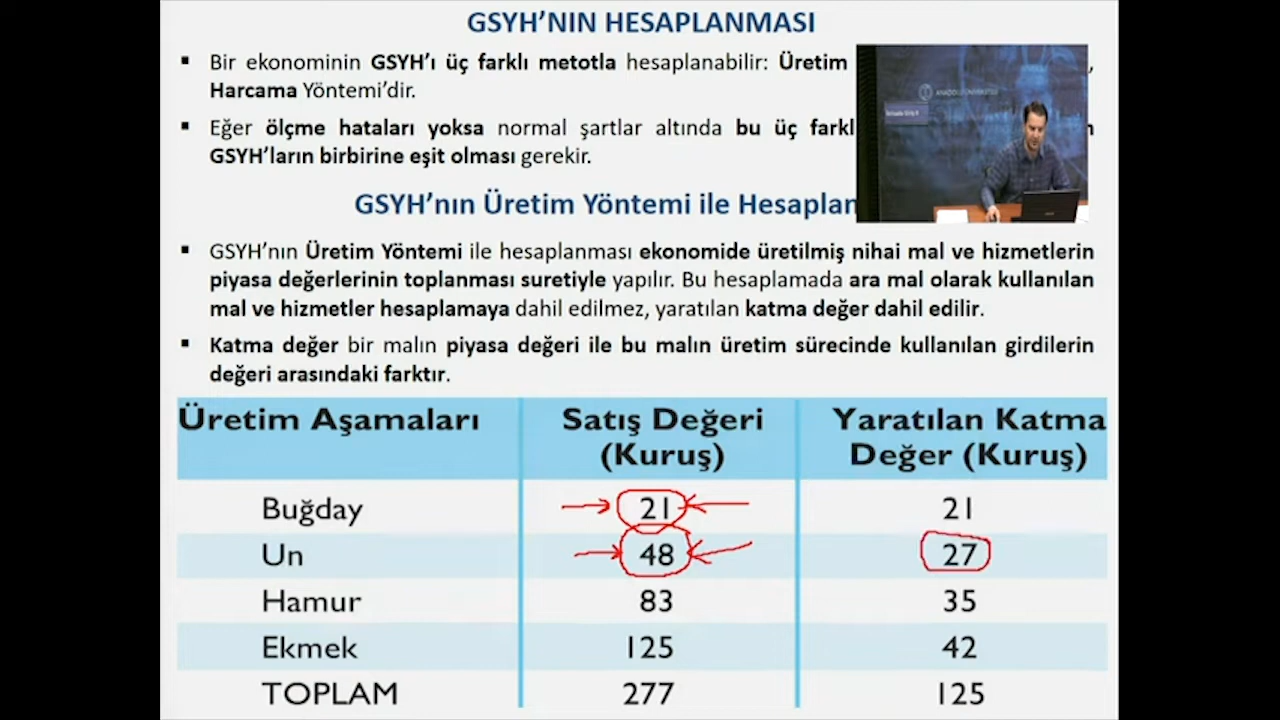 GSYH'NIN HESAPLANMASI
▪ Bir ekonominin GSYH'ı üç farklı metotla hesaplanabilir: Üretim ,
Harcama Yöntemi'dir.
▪ Eğer ölçme hataları yoksa normal şartlar altında bu üç farkl n
GSYH'ların birbirine eşit olması gerekir.
ANADOLU ÜNİVERSİTESİ
GSYH'nın Üretim Yöntemi ile Hesaplan
▪ GSYH'nın Üretim Yöntemi ile hesaplanması ekonomide üretilmiş nihai mal ve hizmetlerin
piyasa değerlerinin toplanması suretiyle yapılır. Bu hesaplamada ara mal olarak kullanılan
mal ve hizmetler hesaplamaya dahil edilmez, yaratılan katma değer dahil edilir.
▪ Katma değer bir malın piyasa değeri ile bu malın üretim sürecinde kullanılan girdilerin
değeri arasındaki farktır.
Üretim Aşamaları Satış Değeri Yaratılan Katma
(Kuruş) Değer (Kuruş)
Buğday 21 21
Un 48 27
Hamur 83 35
Ekmek 125 42
TOPLAM 277 125